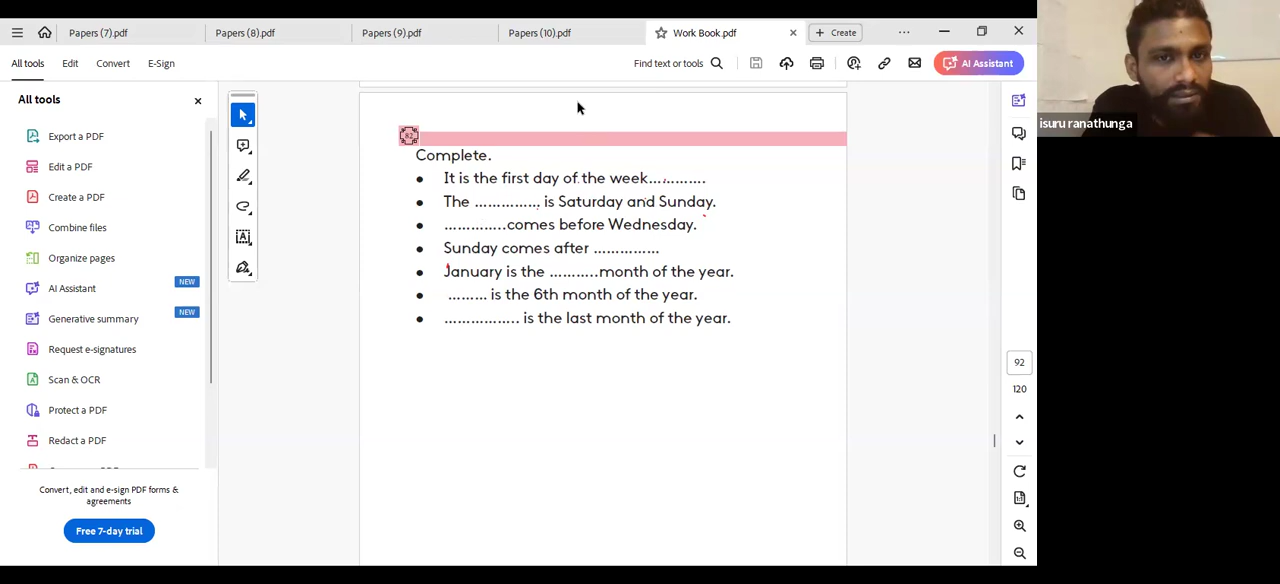 Papers (7).pdf
Papers (8).pdf
Papers (9).pdf
Papers (10).pdf
Work Book.pdf
Create
All tools
Edit
Convert
E-Sign
Find text or tools
AI Assistant
All tools
Export a PDF
Edit a PDF
Create a PDF
Combine files
Organize pages
AI Assistant
NEW
Generative summary
NEW
Request e-signatures
Scan & OCR
Protect a PDF
Redact a PDF
Convert, edit and e-sign PDF forms &
agreements
Free 7-day trial
82
Complete.
• It is the first day of the week.............
• The .............. is Saturday and Sunday.
• ..............comes before Wednesday.
• Sunday comes after ..............
• January is the ...........month of the year.
• ......... is the 6th month of the year.
• ................ is the last month of the year.
92
120
isuru ranathunga